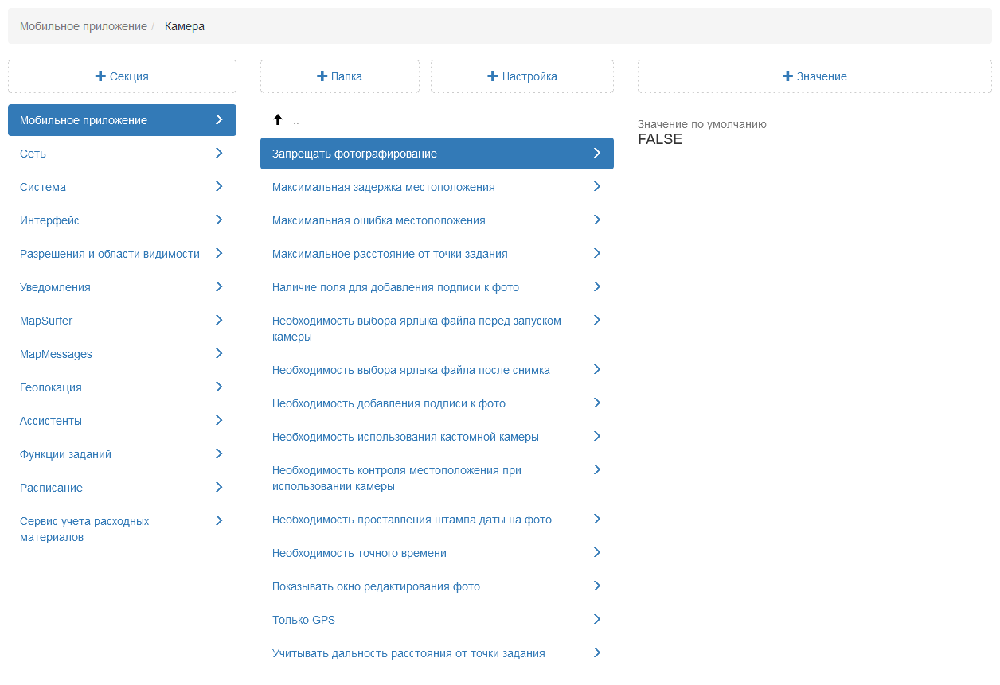 Мобильное приложение / Камера
Секция
Папка
Настройка
Значение
Мобильное приложение
Сеть
Система
Интерфейс
Разрешения и области видимости
Уведомления
MapSurfer
MapMessages
Геолокация
Ассистенты
Функции заданий
Расписание
Сервис учета расходных
материалов
..
Запрещать фотографирование
Максимальная задержка местоположения
Максимальная ошибка местоположения
Максимальное расстояние от точки задания
Наличие поля для добавления подписи к фото
Необходимость выбора ярлыка файла перед запуском
камеры
Необходимость выбора ярлыка файла после снимка
Необходимость добавления подписи к фото
Необходимость использования кастомной камеры
Необходимость контроля местоположения при
использовании камеры
Необходимость проставления штампа даты на фото
Необходимость точного времени
Показывать окно редактирования фото
Только GPS
Учитывать дальность расстояния от точки задания
Значение по умолчанию
FALSE